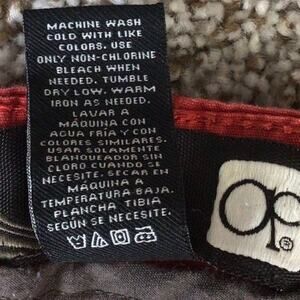 MACHINE WASH
COLD WITH LIKE
COLORS. USE
ONLY NON-CHLORINE
BLEACH WHEN
NEEDED. TUMBLE
DRY LOW. WARM
IRON AS NEEDED.
LAVAR A
MÁQUINA CON
AGUA FRÍA Y CON
COLORES SIMILARES.
USAR SOLAMENTE
BLANQUEADOR SIN
CLORO CUANDO SE
NECESITE. SECAR EN
MÁQUINA A
TEMPERATURA BAJA.
PLANCHA TIBIA
SEGÚN SE NECESITE.
op
®